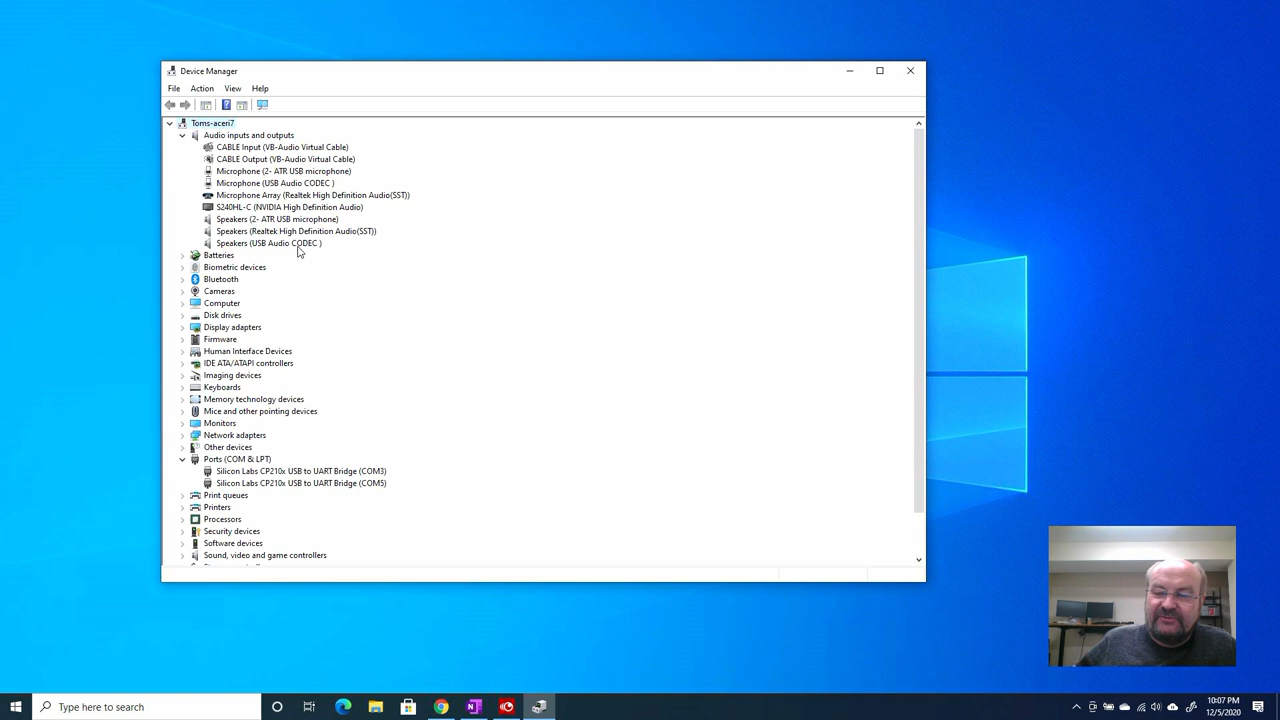 Device Manager
File Action View Help
Toms-aceri7
Audio inputs and outputs
CABLE Input (VB-Audio Virtual Cable)
CABLE Output (VB-Audio Virtual Cable)
Microphone (2- ATR USB microphone)
Microphone (USB Audio CODEC )
Microphone Array (Realtek High Definition Audio(SST))
S240HL-C (NVIDIA High Definition Audio)
Speakers (2- ATR USB microphone)
Speakers (Realtek High Definition Audio(SST))
Speakers (USB Audio CODEC )
Batteries
Biometric devices
Bluetooth
Cameras
Computer
Disk drives
Display adapters
Firmware
Human Interface Devices
IDE ATA/ATAPI controllers
Imaging devices
Keyboards
Memory technology devices
Mice and other pointing devices
Monitors
Network adapters
Other devices
Ports (COM & LPT)
Silicon Labs CP210x USB to UART Bridge (COM3)
Silicon Labs CP210x USB to UART Bridge (COM5)
Print queues
Printers
Processors
Security devices
Software devices
Sound, video and game controllers
Type here to search
10:07 PM
12/5/2020